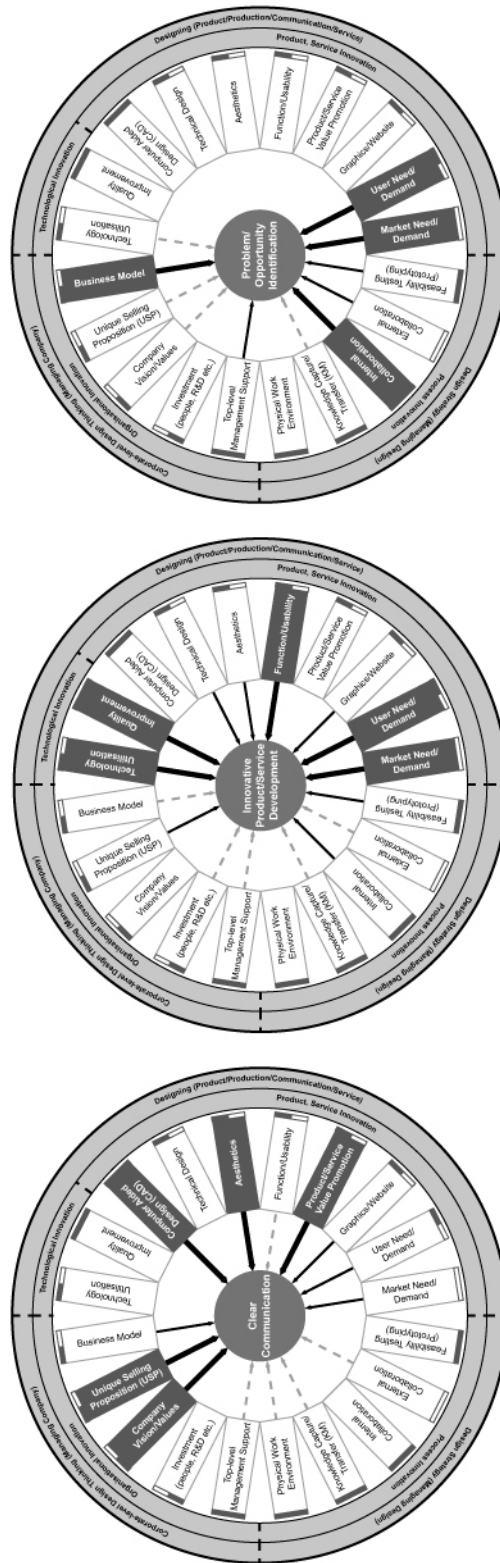 Corporate-level Design Thinking (Managing Company)
Organisational Innovation
Technological Innovation
Designing (Product/Production/Communication/Service)
Product, Service Innovation
Design Strategy (Managing Design)
Process Innovation
Clear
Communication
Business Model
Unique Selling
Proposition (USP)
Company
Vision/Values
Investment
(people, R&D etc.)
Top-level
Management Support
Physical Work
Environment
Knowledge Capture/
Transfer (KM)
Internal
Collaboration
External
Collaboration
Feasibility Testing
(Prototyping)
Market Need/
Demand
User Need/
Demand
Graphics/Website
Product/Service
Value Promotion
Function/Usability
Aesthetics
Technical Design
Computer Added
Design (CAD)
Quality
Improvement
Technology
Utilisation
Corporate-level Design Thinking (Managing Company)
Organisational Innovation
Technological Innovation
Designing (Product/Production/Communication/Service)
Product, Service Innovation
Design Strategy (Managing Design)
Process Innovation
Innovative
Product/Service
Development
Business Model
Unique Selling
Proposition (USP)
Company
Vision/Values
Investment
(people, R&D etc.)
Top-level
Management Support
Physical Work
Environment
Knowledge Capture/
Transfer (KM)
Internal
Collaboration
External
Collaboration
Feasibility Testing
(Prototyping)
Market Need/
Demand
User Need/
Demand
Graphics/Website
Product/Service
Value Promotion
Function/Usability
Aesthetics
Technical Design
Computer Added
Design (CAD)
Quality
Improvement
Technology
Utilisation
Corporate-level Design Thinking (Managing Company)
Organisational Innovation
Technological Innovation
Designing (Product/Production/Communication/Service)
Product, Service Innovation
Design Strategy (Managing Design)
Process Innovation
Problem/
Opportunity
Identification
Business Model
Unique Selling
Proposition (USP)
Company
Vision/Values
Investment
(people, R&D etc.)
Top-level
Management Support
Physical Work
Environment
Knowledge Capture/
Transfer (KM)
Internal
Collaboration
External
Collaboration
Feasibility Testing
(Prototyping)
Market Need/
Demand
User Need/
Demand
Graphics/Website
Product/Service
Value Promotion
Function/Usability
Aesthetics
Technical Design
Computer Added
Design (CAD)
Quality
Improvement
Technology
Utilisation